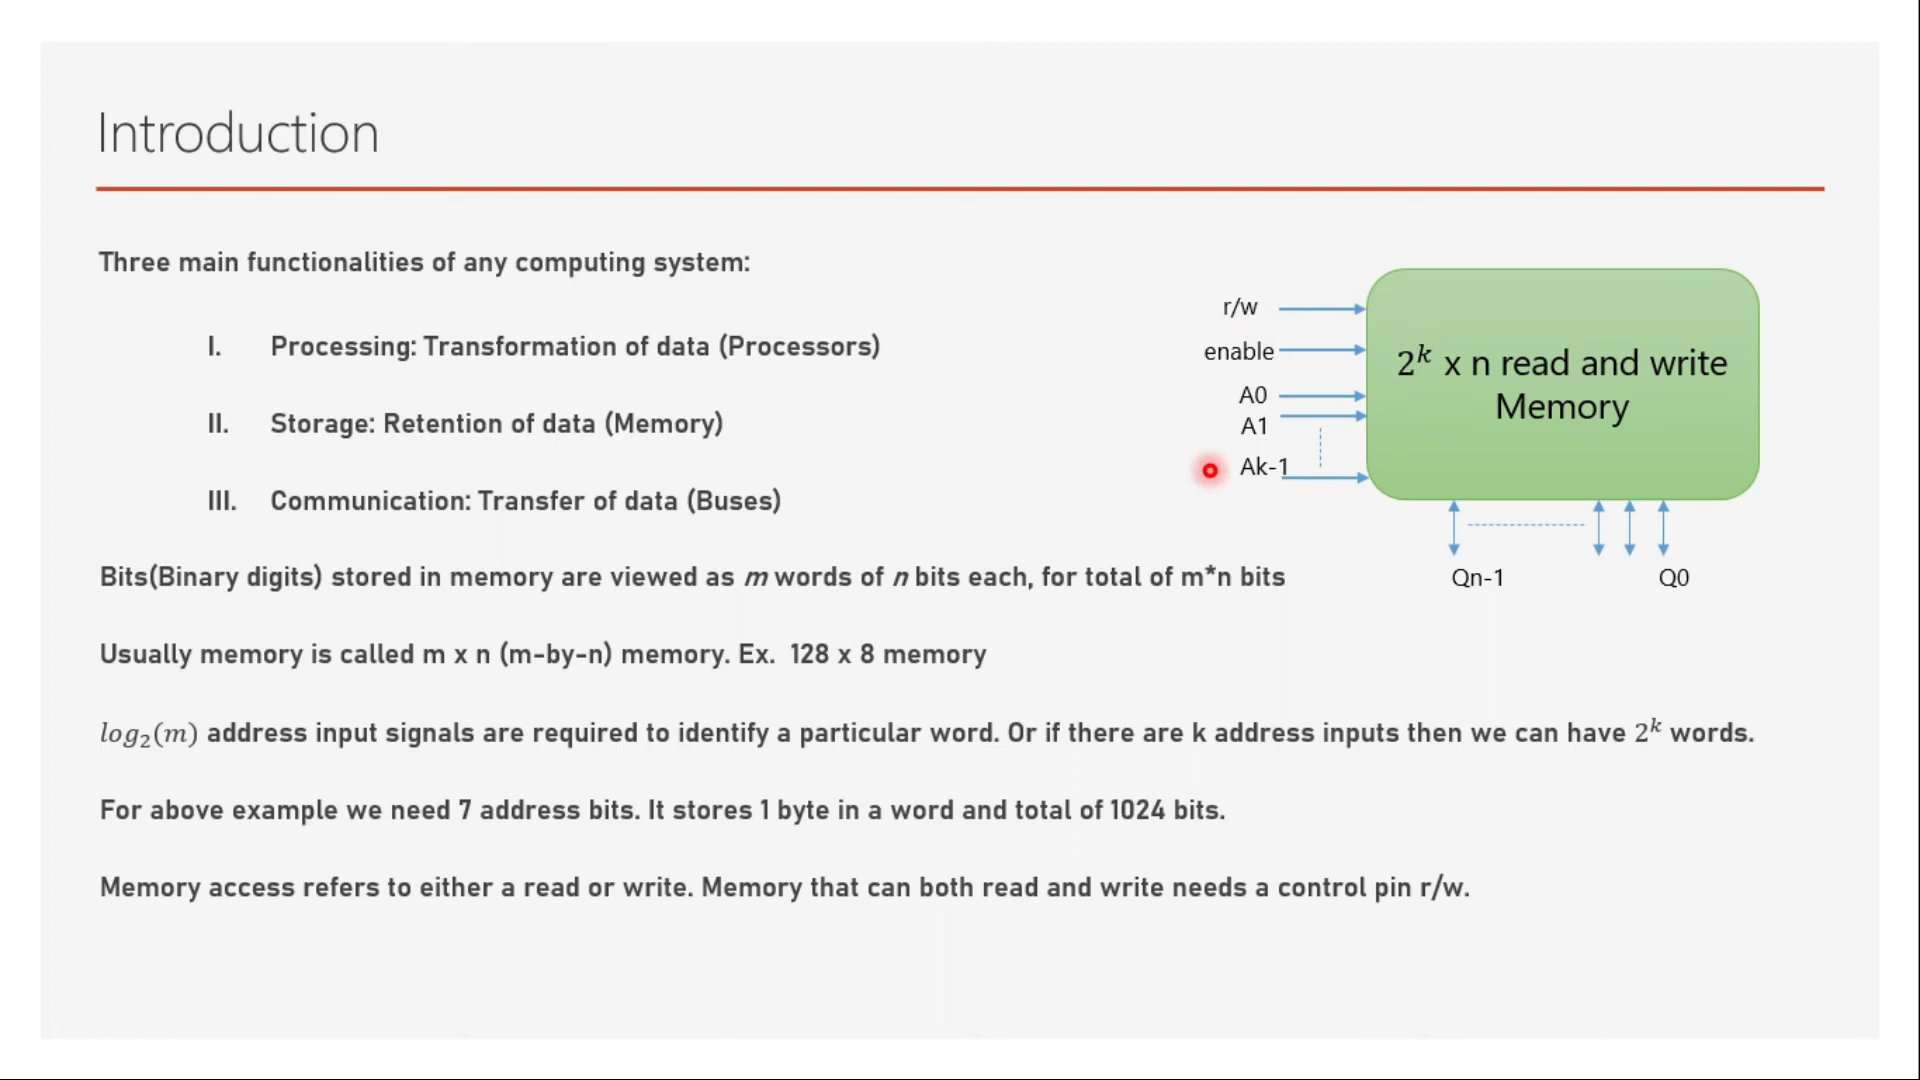 Introduction
Three main functionalities of any computing system:
I. Processing: Transformation of data (Processors)
II. Storage: Retention of data (Memory)
III. Communication: Transfer of data (Buses)
Bits(Binary digits) stored in memory are viewed as m words of n bits each, for total of m*n bits
Usually memory is called m x n (m-by-n) memory. Ex. 128 x 8 memory
log₂(m) address input signals are required to identify a particular word. Or if there are k address inputs then we can have 2ᵏ words.
For above example we need 7 address bits. It stores 1 byte in a word and total of 1024 bits.
Memory access refers to either a read or write. Memory that can both read and write needs a control pin r/w.
r/w
enable
A0
A1
Ak-1
2ᵏ x n read and write
Memory
Qn-1
Q0